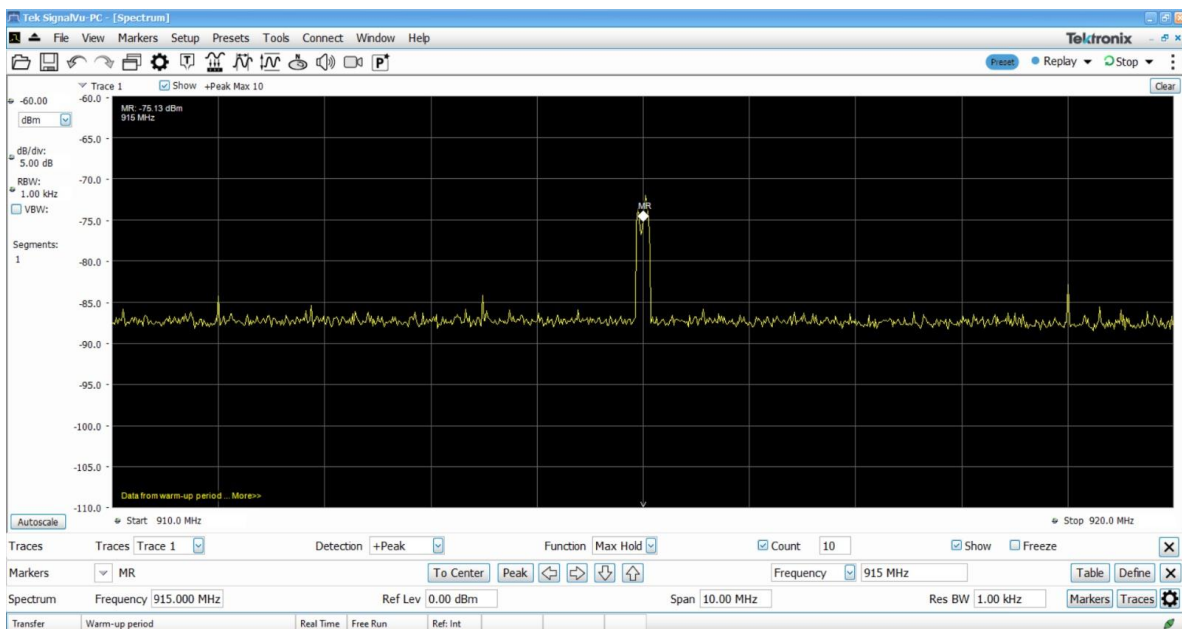 Tek SignalVu-PC - [Spectrum]
File View Markers Setup Presets Tools Connect Window Help
Tektronix
Preset Replay Stop
Trace 1 Show +Peak Max 10 Clear
-60.00
dBm
dB/div:
5.00 dB
RBW:
1.00 kHz
VBW:
Segments:
1
-60.0
-65.0
-70.0
-75.0
-80.0
-85.0
-90.0
-95.0
-100.0
-105.0
-110.0
MR: -75.13 dBm
915 MHz
MR
Data from warm-up period ... More>>
Autoscale Start 910.0 MHz Stop 920.0 MHz
Traces Traces Trace 1 Detection +Peak Function Max Hold Count 10 Show Freeze
Markers MR To Center Peak Frequency 915 MHz Table Define
Spectrum Frequency 915.000 MHz Ref Lev 0.00 dBm Span 10.00 MHz Res BW 1.00 kHz Markers Traces
Transfer Warm-up period Real Time Free Run Ref: Int